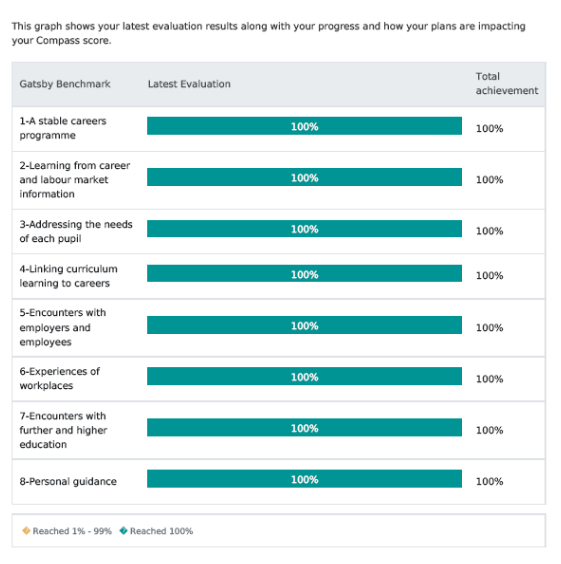 This graph shows your latest evaluation results along with your progress and how your plans are impacting
your Compass score.
Gatsby Benchmark
Latest Evaluation
Total
achievement
1-A stable careers
programme
100%
100%
2-Learning from career
and labour market
information
100%
100%
3-Addressing the needs
of each pupil
100%
100%
4-Linking curriculum
learning to careers
100%
100%
5-Encounters with
employers and
employees
100%
100%
6-Experiences of
workplaces
100%
100%
7-Encounters with
further and higher
education
100%
100%
8-Personal guidance
100%
100%
Reached 1% - 99%
Reached 100%